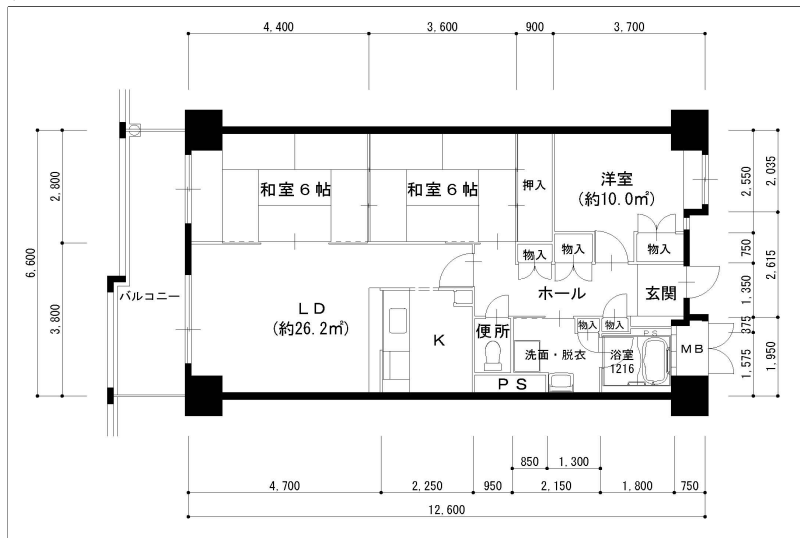 4,400
3,600
900
3,700
6,600
2,800
3,800
和室6帖
和室6帖
押入
洋室
(約10.0㎡)
物入
物入
物入
バルコニー
LD
(約26.2㎡)
K
ホール
玄関
便所
物入
物入
洗面・脱衣
浴室
1216
PS
PS
MB
2,550
750
1,350
375
1,575
2,035
2,615
1,950
850
1,300
4,700
2,250
950
2,150
1,800
750
12,600